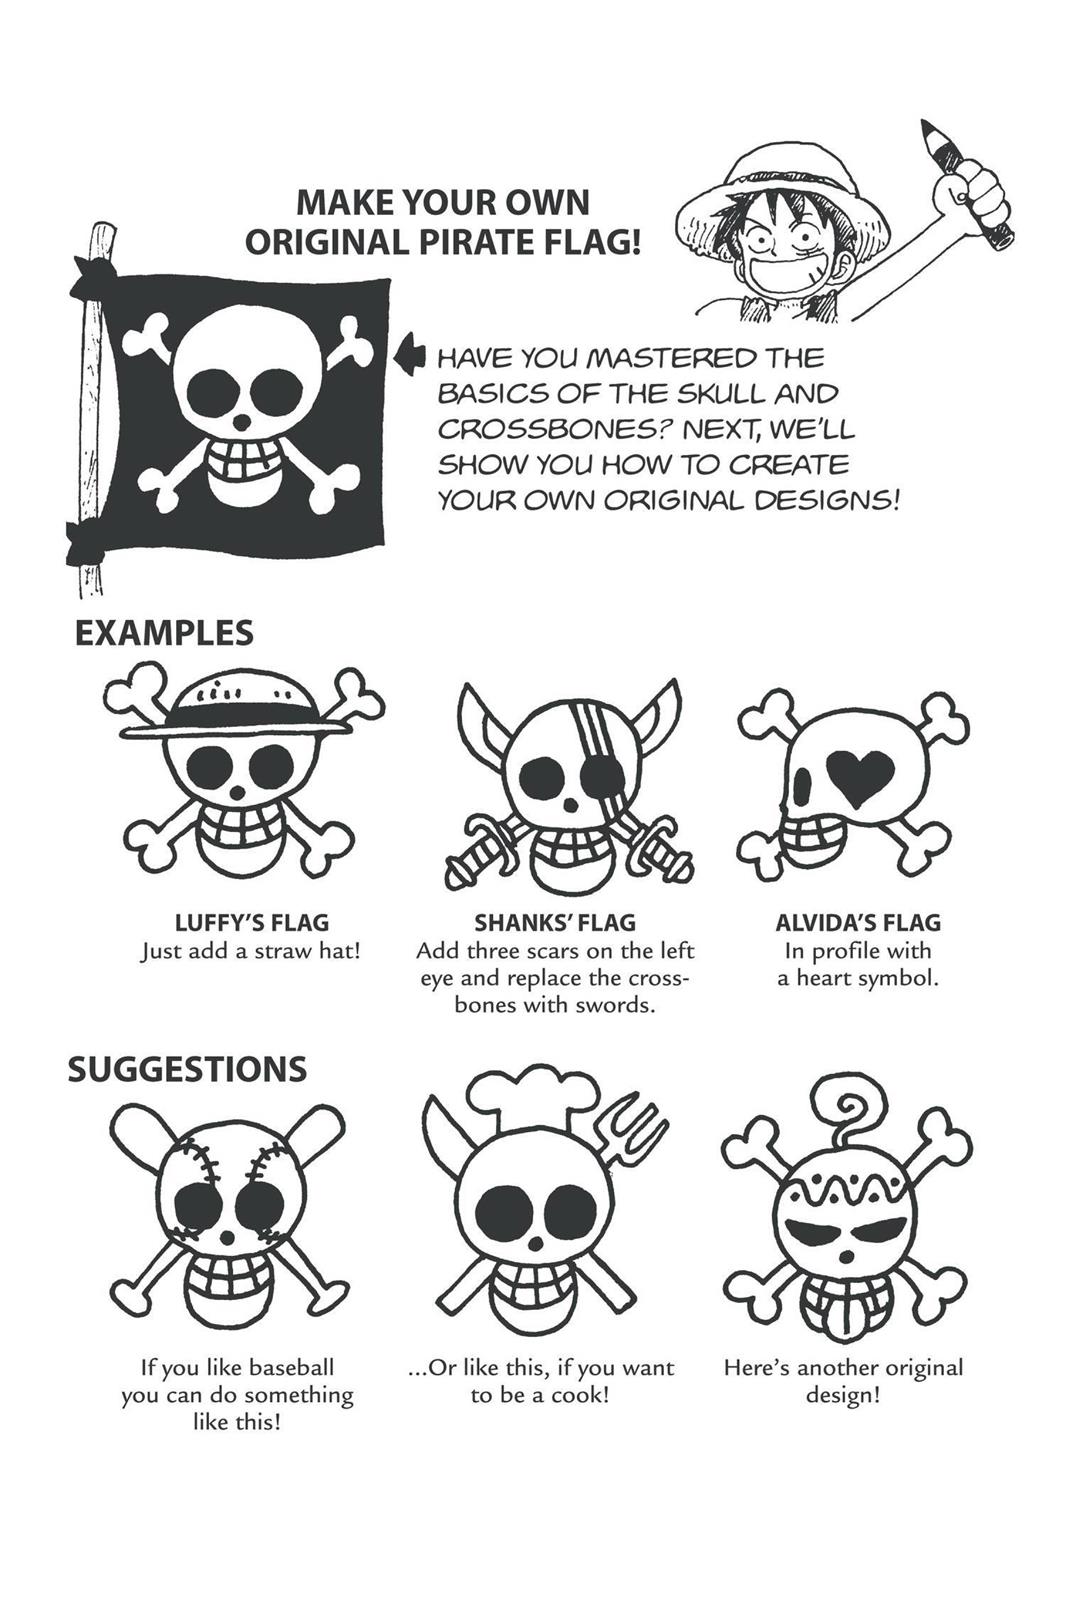 MAKE YOUR OWN
ORIGINAL PIRATE FLAG!
HAVE YOU MASTERED THE
BASICS OF THE SKULL AND
CROSSBONES? NEXT, WE'LL
SHOW YOU HOW TO CREATE
YOUR OWN ORIGINAL DESIGNS!
EXAMPLES
LUFFY'S FLAG
Just add a straw hat!
SHANKS' FLAG
Add three scars on the left
eye and replace the cross-
bones with swords.
ALVIDA'S FLAG
In profile with
a heart symbol.
SUGGESTIONS
If you like baseball
you can do something
like this!
...Or like this, if you want
to be a cook!
Here's another original
design!